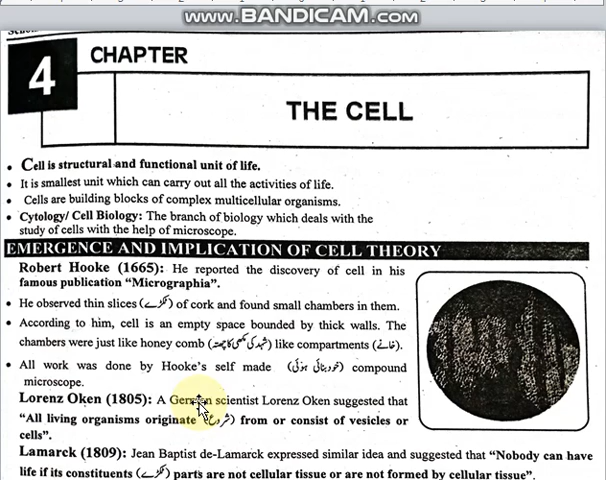 www.BANDICAM.com
4
CHAPTER
THE CELL
• Cell is structural and functional unit of life.
• It is smallest unit which can carry out all the activities of life.
• Cells are building blocks of complex multicellular organisms.
• Cytology/ Cell Biology: The branch of biology which deals with the
study of cells with the help of microscope.
EMERGENCE AND IMPLICATION OF CELL THEORY
Robert Hooke (1665): He reported the discovery of cell in his
famous publication “Micrographia”.
• He observed thin slices (ٹکڑے) of cork and found small chambers in them.
• According to him, cell is an empty space bounded by thick walls. The
chambers were just like honey comb (شہد کی مکھی کا چھتہ) like compartments (خانے).
• All work was done by Hooke’s self made (خود بنائی ہوئی) compound
microscope.
Lorenz Oken (1805): A German scientist Lorenz Oken suggested that
“All living organisms originate (شروع) from or consist of vesicles or
cells”.
Lamarck (1809): Jean Baptist de-Lamarck expressed similar idea and suggested that “Nobody can have
life if its constituents (ٹکڑے) parts are not cellular tissue or are not formed by cellular tissue”.